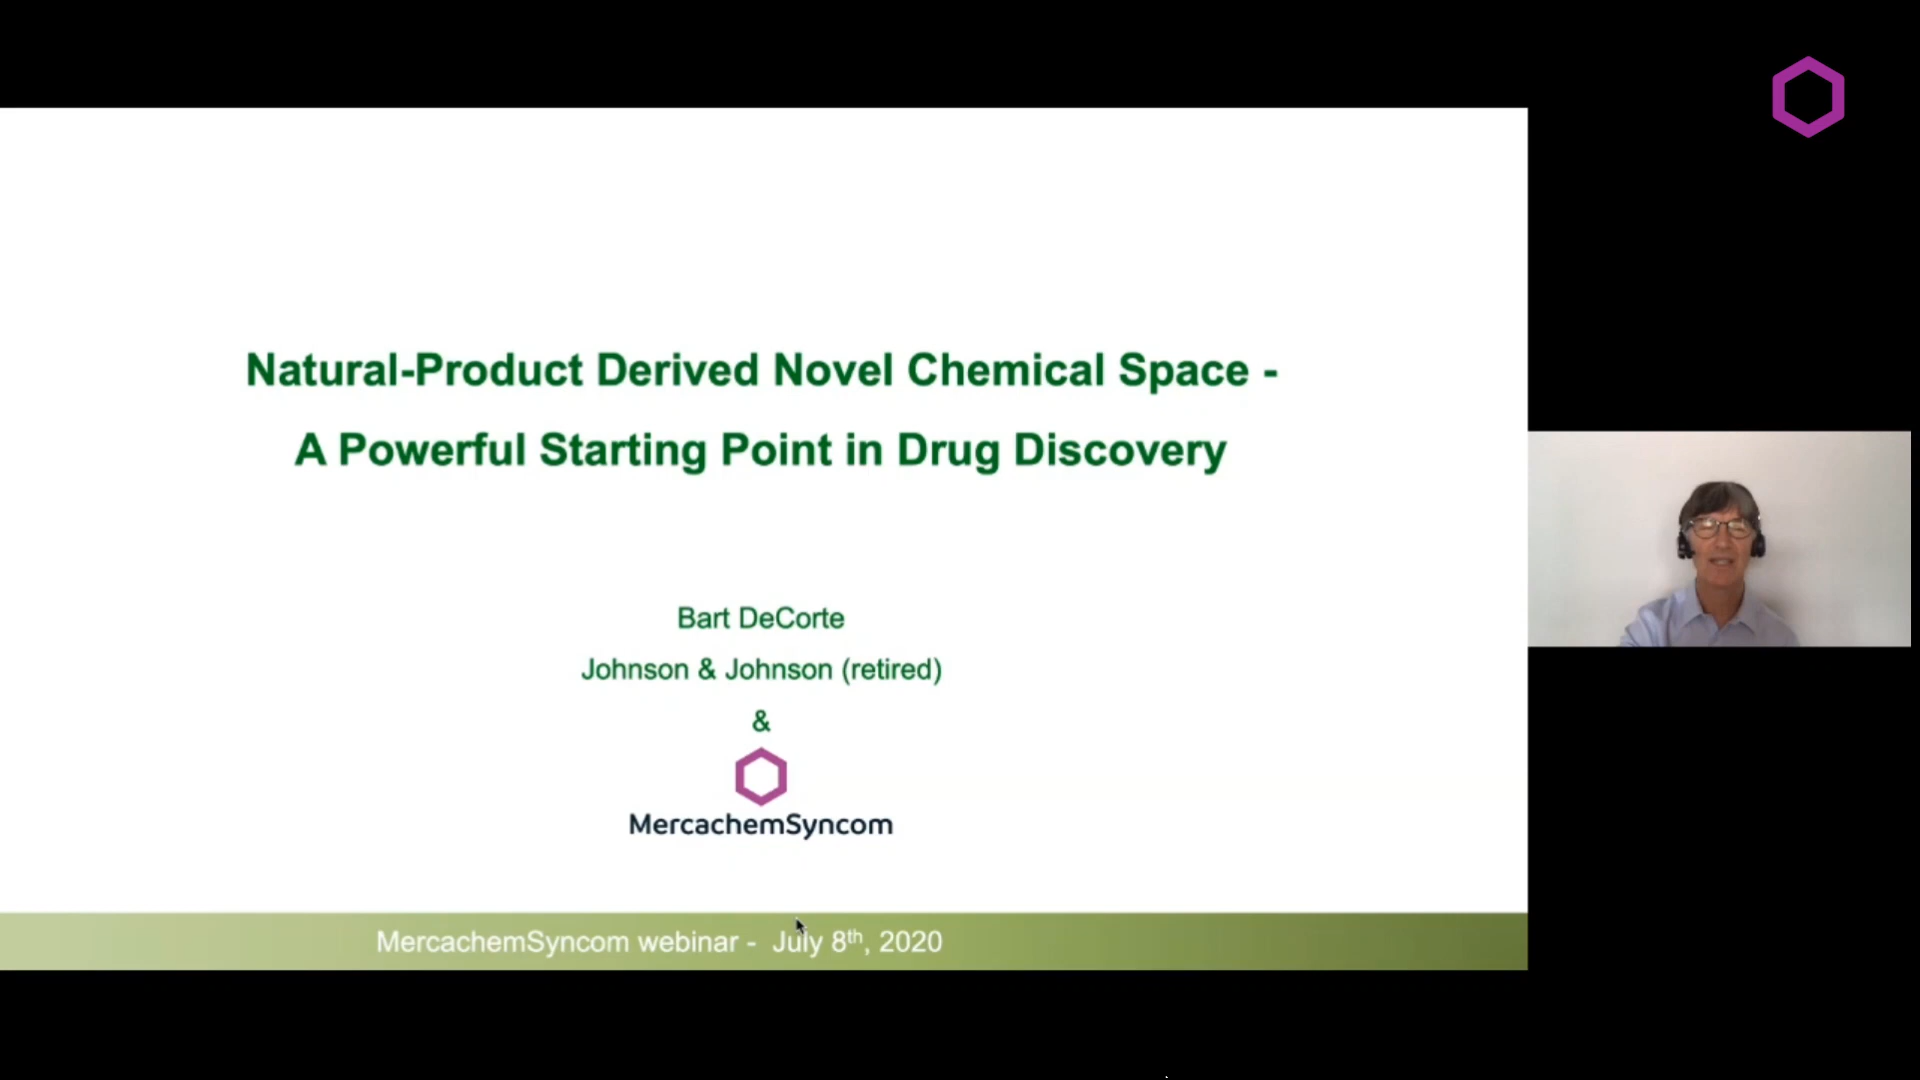 Natural-Product Derived Novel Chemical Space -
A Powerful Starting Point in Drug Discovery
Bart DeCorte
Johnson & Johnson (retired)
&
MercachemSyncom
MercachemSyncom webinar - July 8th, 2020